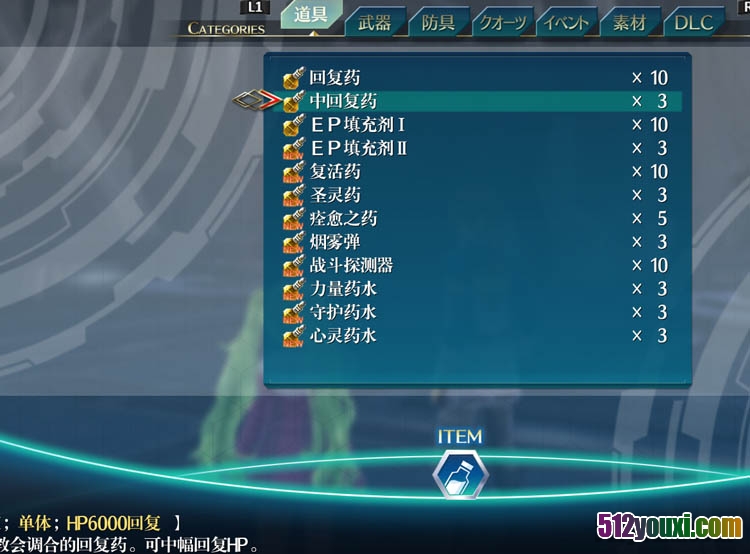 L1 道具 武器 防具 クオーツ イベント 素材 DLC R
CATEGORIES
回复药 × 10
中回复药 × 3
EP填充剂Ⅰ × 10
EP填充剂Ⅱ × 3
复活药 × 10
圣灵药 × 3
痊愈之药 × 5
烟雾弹 × 3
战斗探测器 × 10
力量药水 × 3
守护药水 × 3
心灵药水 × 3
ITEM
；单体；HP6000回复 】
教会调合的回复药。可中幅回复HP。
512youxi.com